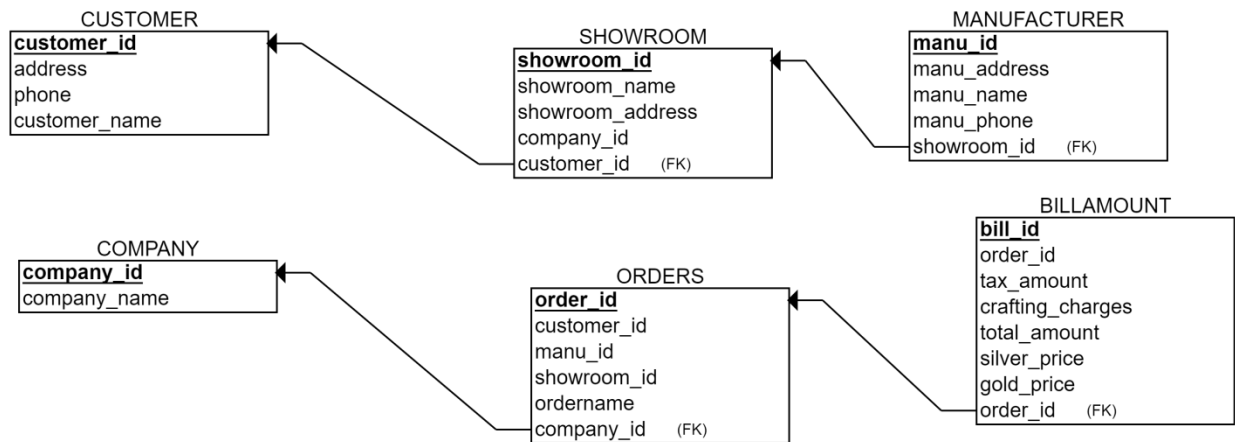 CUSTOMER
customer_id
address
phone
customer_name
SHOWROOM
showroom_id
showroom_name
showroom_address
company_id
customer_id (FK)
MANUFACTURER
manu_id
manu_address
manu_name
manu_phone
showroom_id (FK)
COMPANY
company_id
company_name
ORDERS
order_id
customer_id
manu_id
showroom_id
ordername
company_id (FK)
BILLAMOUNT
bill_id
order_id
tax_amount
crafting_charges
total_amount
silver_price
gold_price
order_id (FK)